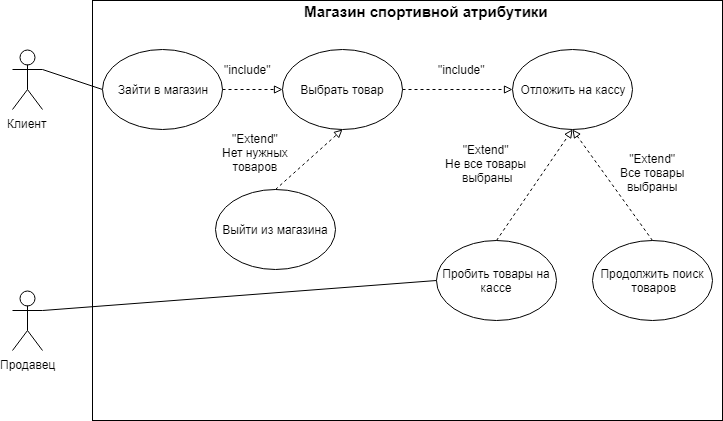 Магазин спортивной атрибутики
Клиент
Зайти в магазин
"include"
Выбрать товар
"include"
Отложить на кассу
"Extend"
Нет нужных
товаров
"Extend"
Не все товары
выбраны
"Extend"
Все товары
выбраны
Выйти из магазина
Пробить товары на
кассе
Продолжить поиск
товаров
Продавец